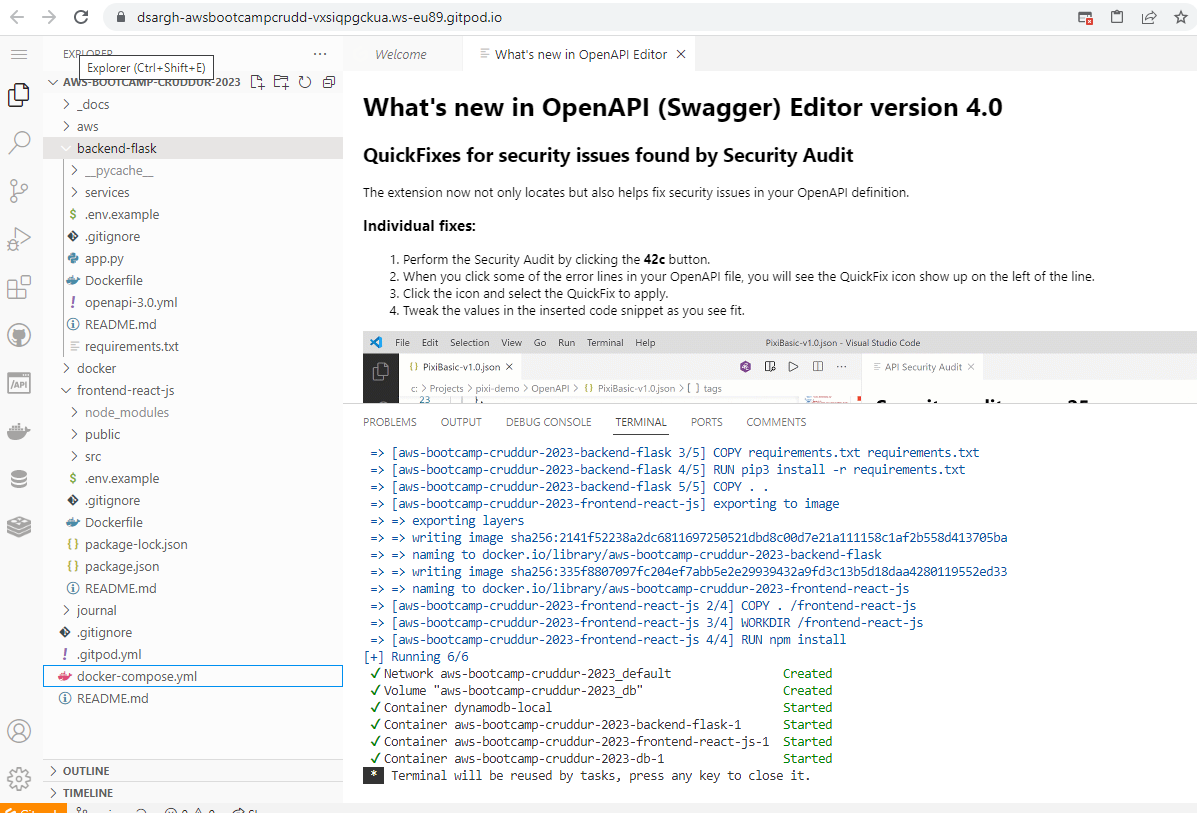 dsargh-awsbootcampcrudd-vxsiqpgckua.ws-eu89.gitpod.io
EXPLORER
Explorer (Ctrl+Shift+E)
AWS-BOOTCAMP-CRUDDUR-2023
_docs
aws
backend-flask
__pycache__
services
.env.example
.gitignore
app.py
Dockerfile
openapi-3.0.yml
README.md
requirements.txt
docker
frontend-react-js
node_modules
public
src
.env.example
.gitignore
Dockerfile
package-lock.json
package.json
README.md
journal
.gitignore
.gitpod.yml
docker-compose.yml
README.md
OUTLINE
TIMELINE
Welcome
What's new in OpenAPI Editor
What's new in OpenAPI (Swagger) Editor version 4.0
QuickFixes for security issues found by Security Audit
The extension now not only locates but also helps fix security issues in your OpenAPI definition.
Individual fixes:
1. Perform the Security Audit by clicking the 42c button.
2. When you click some of the error lines in your OpenAPI file, you will see the QuickFix icon show up on the left of the line.
3. Click the icon and select the QuickFix to apply.
4. Tweak the values in the inserted code snippet as you see fit.
File Edit Selection View Go Run Terminal Help PixiBasic-v1.0.json - Visual Studio Code
{} PixiBasic-v1.0.json API Security Audit
c: > Projects > pixi-demo > OpenAPI > {} PixiBasic-v1.0.json > [ ] tags
23 },
PROBLEMS OUTPUT DEBUG CONSOLE TERMINAL PORTS COMMENTS
=> [aws-bootcamp-cruddur-2023-backend-flask 3/5] COPY requirements.txt requirements.txt
=> [aws-bootcamp-cruddur-2023-backend-flask 4/5] RUN pip3 install -r requirements.txt
=> [aws-bootcamp-cruddur-2023-backend-flask 5/5] COPY . .
=> [aws-bootcamp-cruddur-2023-frontend-react-js] exporting to image
=> => exporting layers
=> => writing image sha256:2141f52238a2dc6811697250521dbd8c00d7e21a111158c1af2b558d413705ba
=> => naming to docker.io/library/aws-bootcamp-cruddur-2023-backend-flask
=> => writing image sha256:335f8807097fc204ef7abb5e2e29939432a9fd3c13b5d18daa4280119552ed33
=> => naming to docker.io/library/aws-bootcamp-cruddur-2023-frontend-react-js
=> [aws-bootcamp-cruddur-2023-frontend-react-js 2/4] COPY . /frontend-react-js
=> [aws-bootcamp-cruddur-2023-frontend-react-js 3/4] WORKDIR /frontend-react-js
=> [aws-bootcamp-cruddur-2023-frontend-react-js 4/4] RUN npm install
[+] Running 6/6
✓ Network aws-bootcamp-cruddur-2023_default Created
✓ Volume "aws-bootcamp-cruddur-2023_db" Created
✓ Container dynamodb-local Started
✓ Container aws-bootcamp-cruddur-2023-backend-flask-1 Started
✓ Container aws-bootcamp-cruddur-2023-frontend-react-js-1 Started
✓ Container aws-bootcamp-cruddur-2023-db-1 Started
* Terminal will be reused by tasks, press any key to close it.